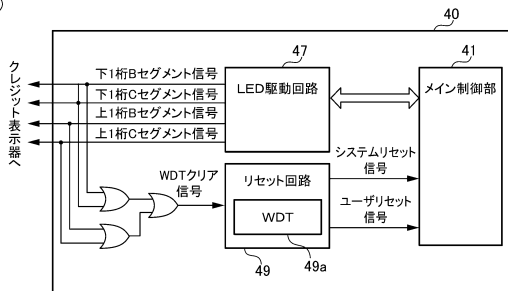 40
クレジット表示器へ
下1桁Bセグメント信号
下1桁Cセグメント信号
上1桁Bセグメント信号
上1桁Cセグメント信号
47
LED駆動回路
41
メイン制御部
WDTクリア
信号
リセット回路
WDT
49
49a
システムリセット
信号
ユーザリセット
信号